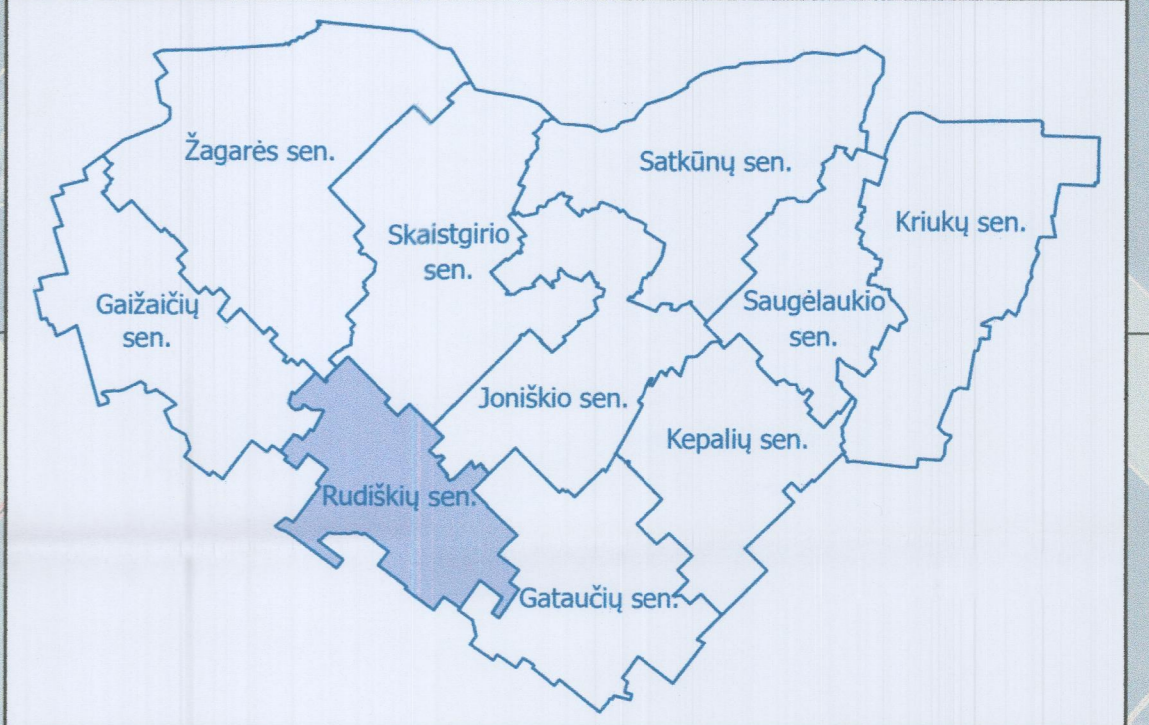 Žagarės sen.
Satkūnų sen.
Kriukų sen.
Skaistgirio
sen.
Gaižaičių
sen.
Saugėlaukio
sen.
Joniškio sen.
Kepalių sen.
Rudiškių sen.
Gataučių sen.